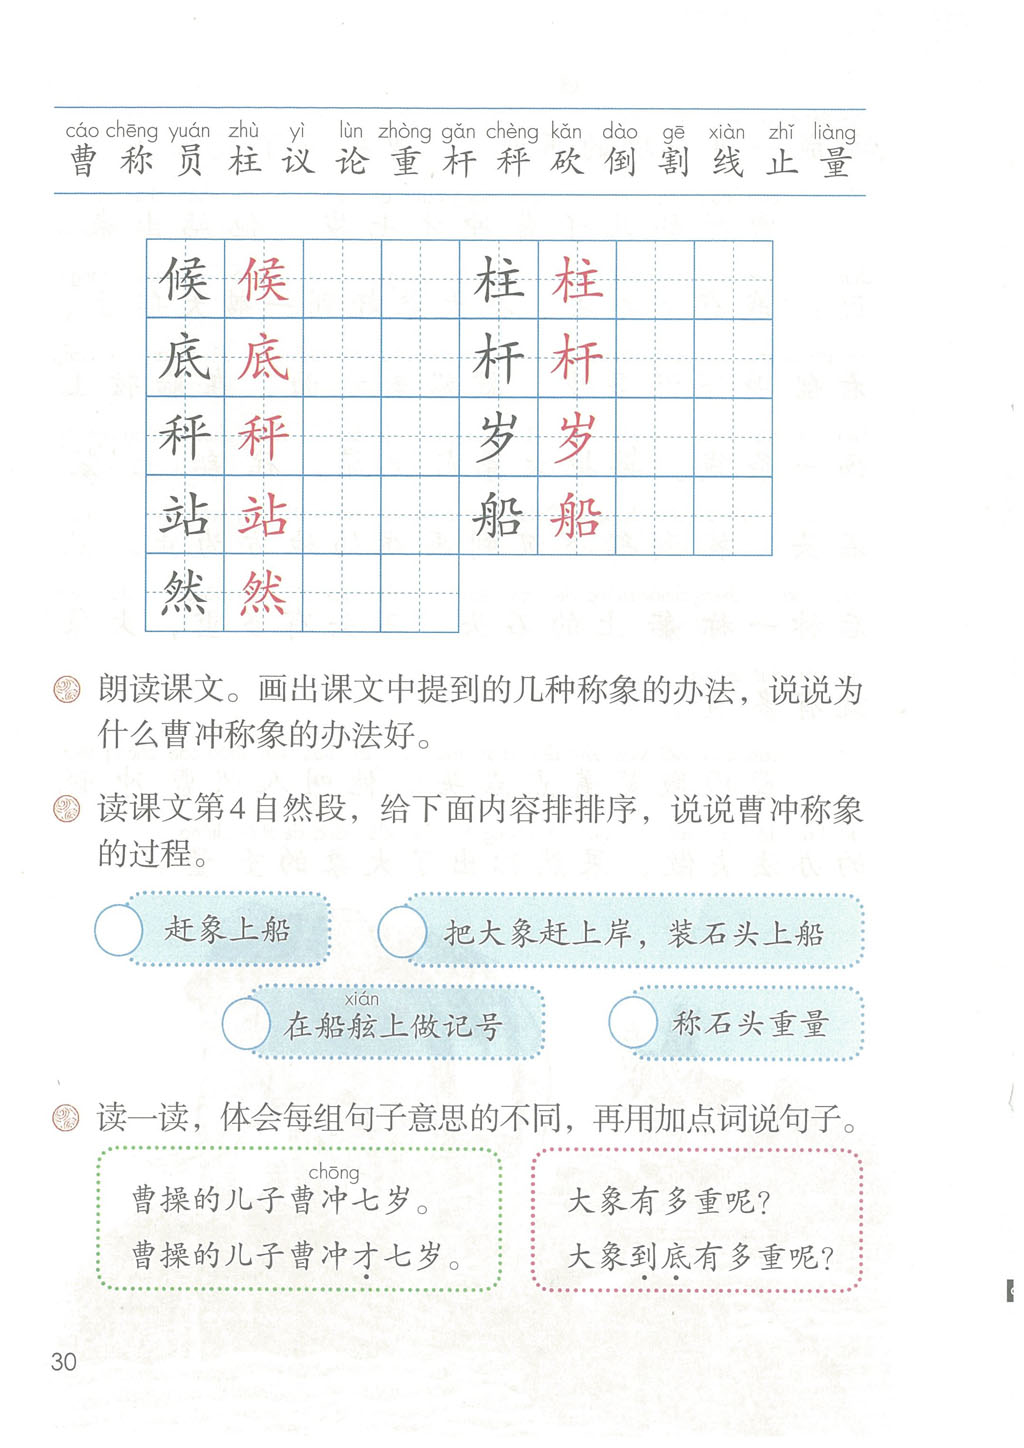 cáo chēng yuán zhù yì lùn zhòng gǎn chèng kǎn dào gē xiàn zhǐ liàng
曹 称 员 柱 议 论 重 杆 秤 砍 倒 割 线 止 量
候 候 柱 柱
底 底 杆 杆
秤 秤 岁 岁
站 站 船 船
然 然
朗读课文。画出课文中提到的几种称象的办法，说说为
什么曹冲称象的办法好。
读课文第4自然段，给下面内容排排序，说说曹冲称象
的过程。
赶象上船 把大象赶上岸，装石头上船
xián
在船舷上做记号 称石头重量
读一读，体会每组句子意思的不同，再用加点词说句子。
chōng
曹操的儿子曹冲七岁。
曹操的儿子曹冲才七岁。
大象有多重呢？
大象到底有多重呢？
30